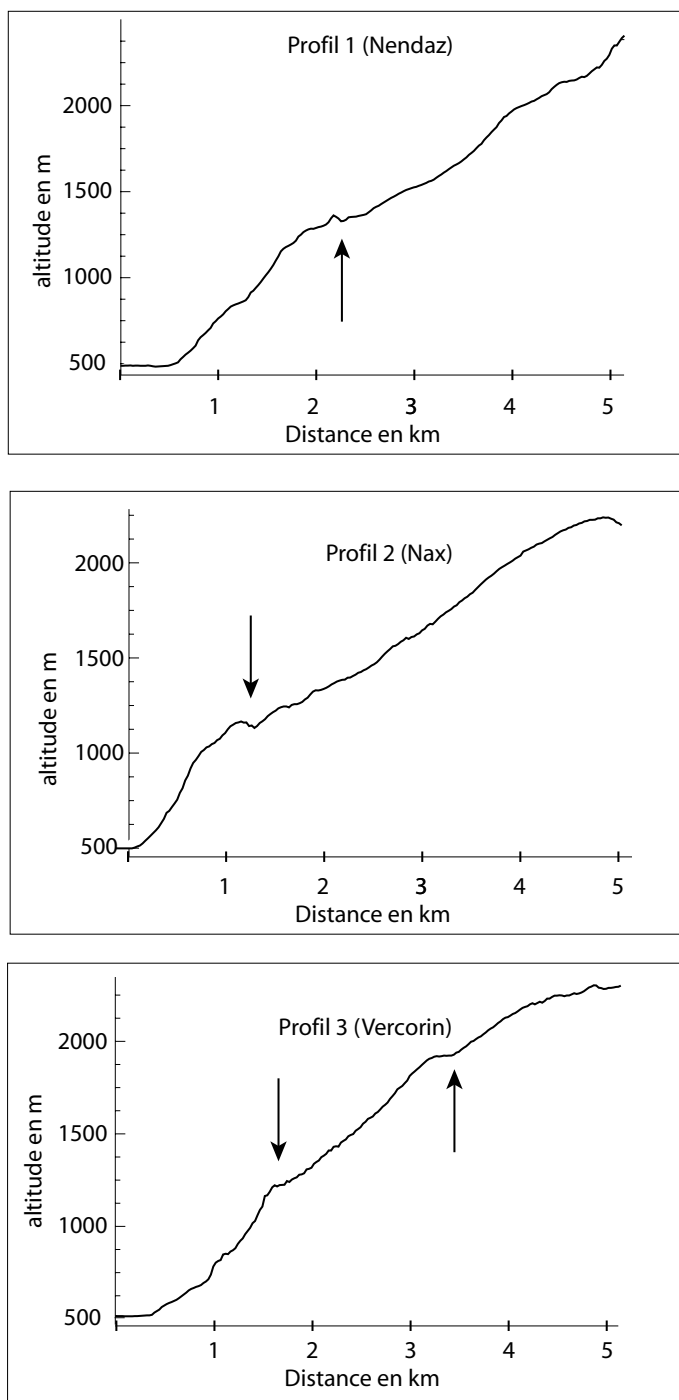 Profil 1 (Nendaz)
altitude en m
2000
1500
1000
500
1 2 3 4 5
Distance en km
Profil 2 (Nax)
altitude en m
2000
1500
1000
500
1 2 3 4 5
Distance en km
Profil 3 (Vercorin)
altitude en m
2000
1500
1000
500
1 2 3 4 5
Distance en km